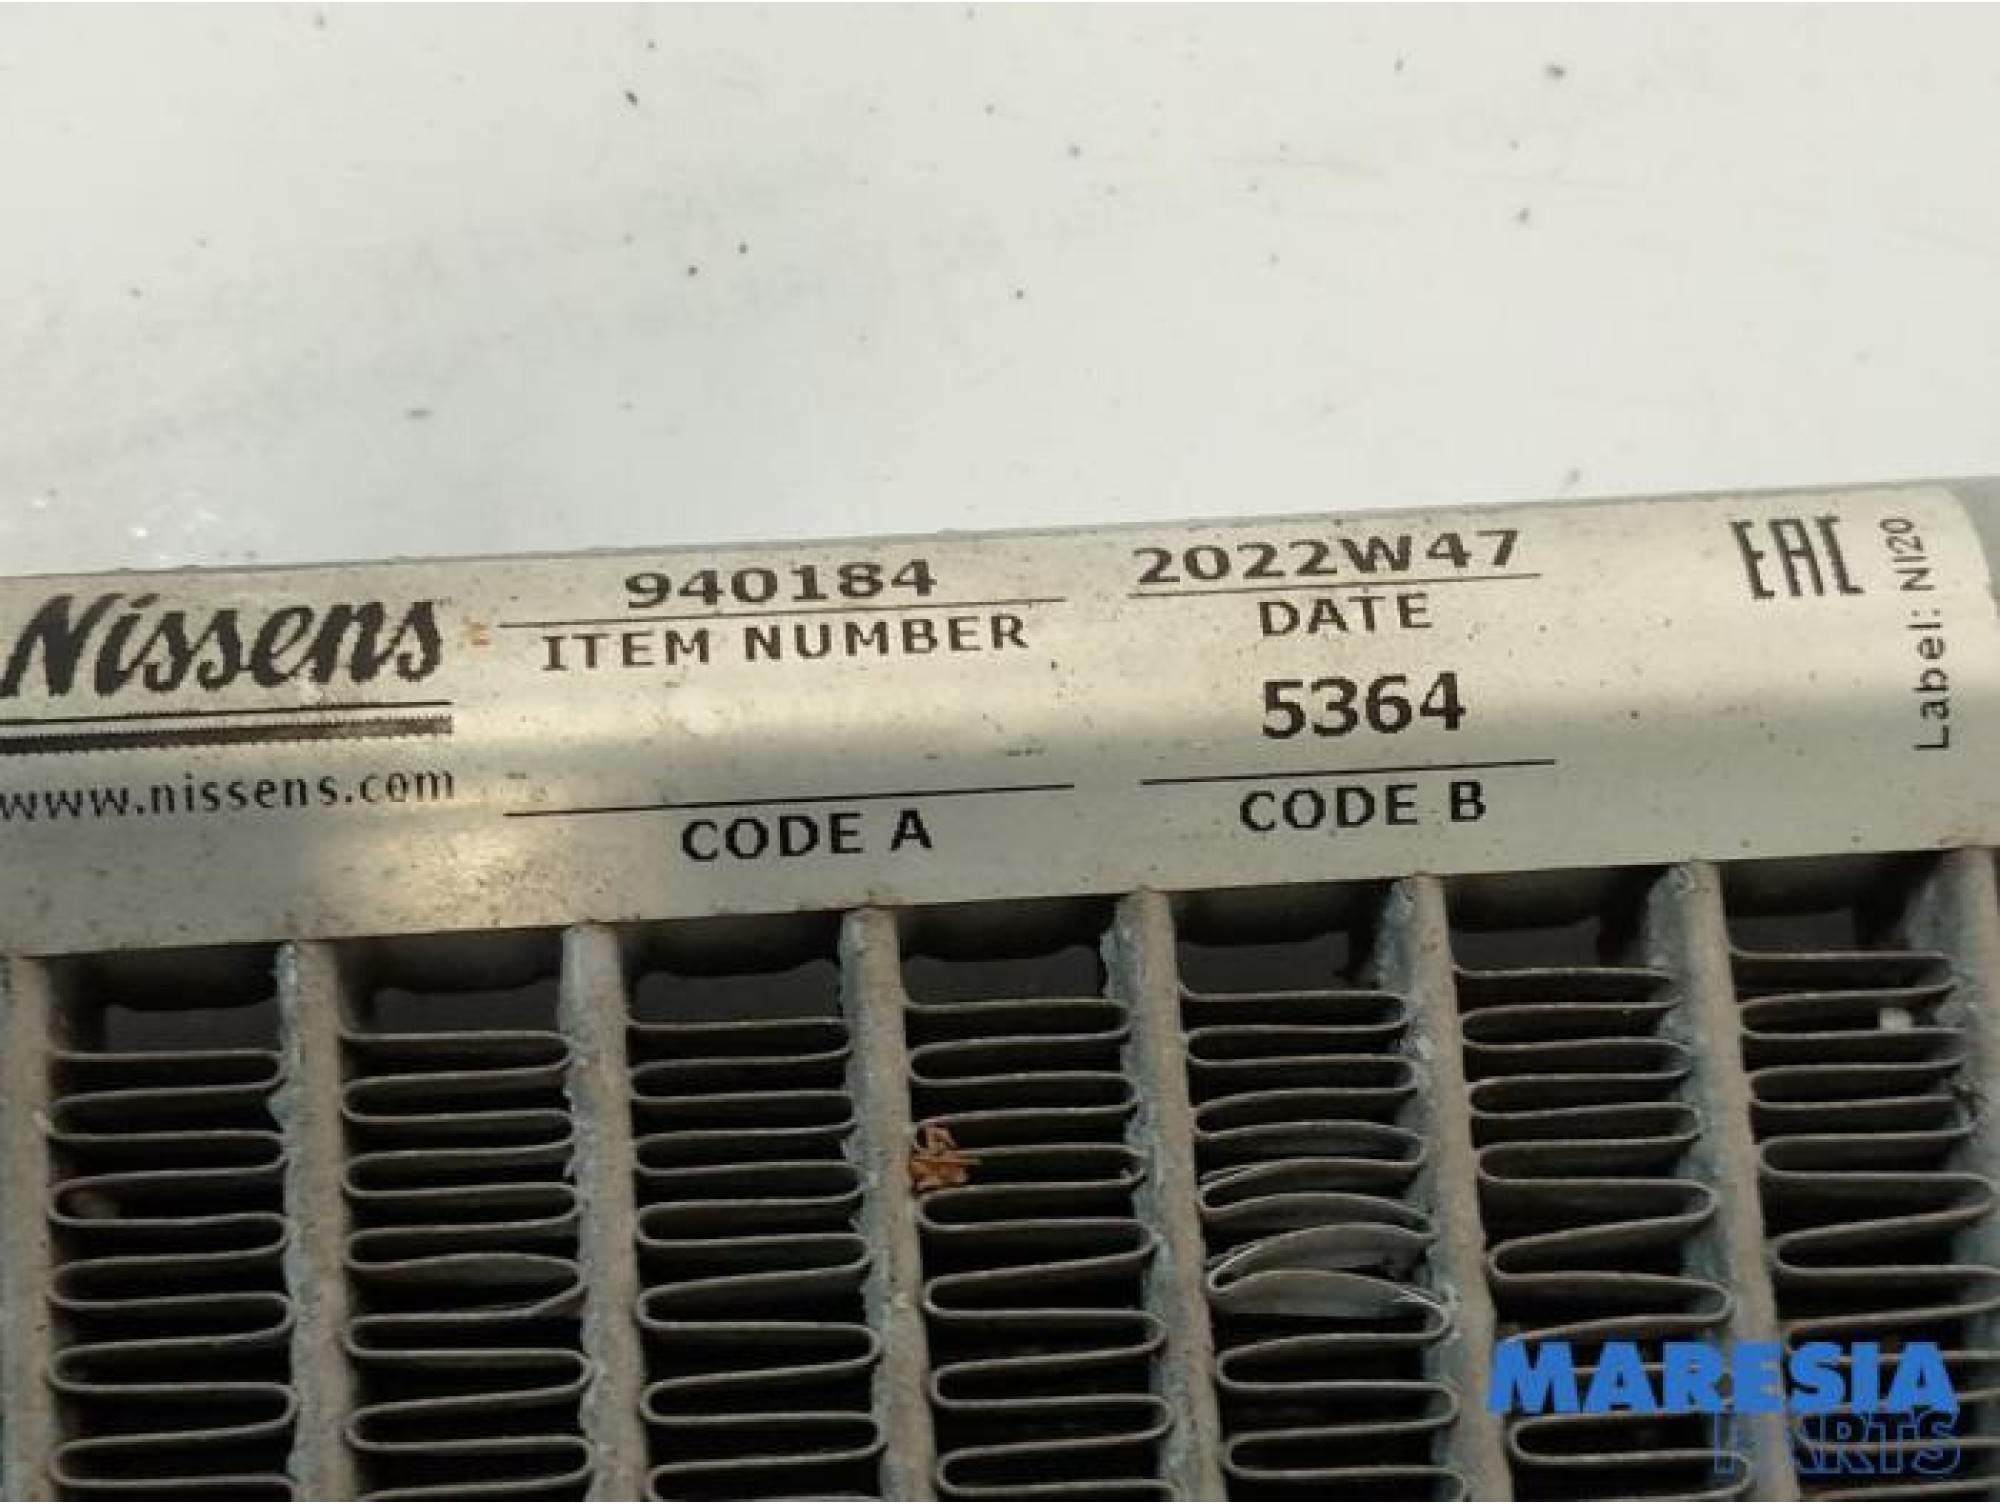 Nissens
www.nissens.com
940184
ITEM NUMBER
CODE A
2022W47
DATE
5364
CODE B
EAC
Label: NI20
MARESIA
PARTS